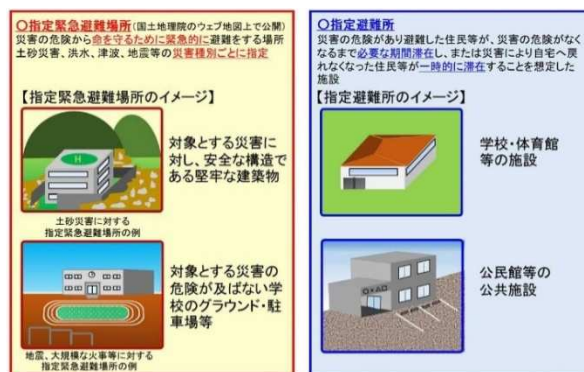 〇指定緊急避難場所(国土地理院のウェブ地図上で公開)
災害の危険から命を守るために緊急的に避難をする場所
土砂災害、洪水、津波、地震等の災害種別ごとに指定
【指定緊急避難場所のイメージ】
H
対象とする災害に
対し、安全な構造で
ある堅牢な建築物
土砂災害に対する
指定緊急避難場所の例
対象とする災害の
危険が及ばない学
校のグラウンド・駐
車場等
地震、大規模な火事等に対する
指定緊急避難場所の例
〇指定避難所
災害の危険があり避難した住民等が、災害の危険がなく
なるまで必要な期間滞在し、または災害により自宅へ戻
れなくなった住民等が一時的に滞在することを想定した
施設
【指定避難所のイメージ】
学校・体育館
等の施設
公民館等の
公共施設